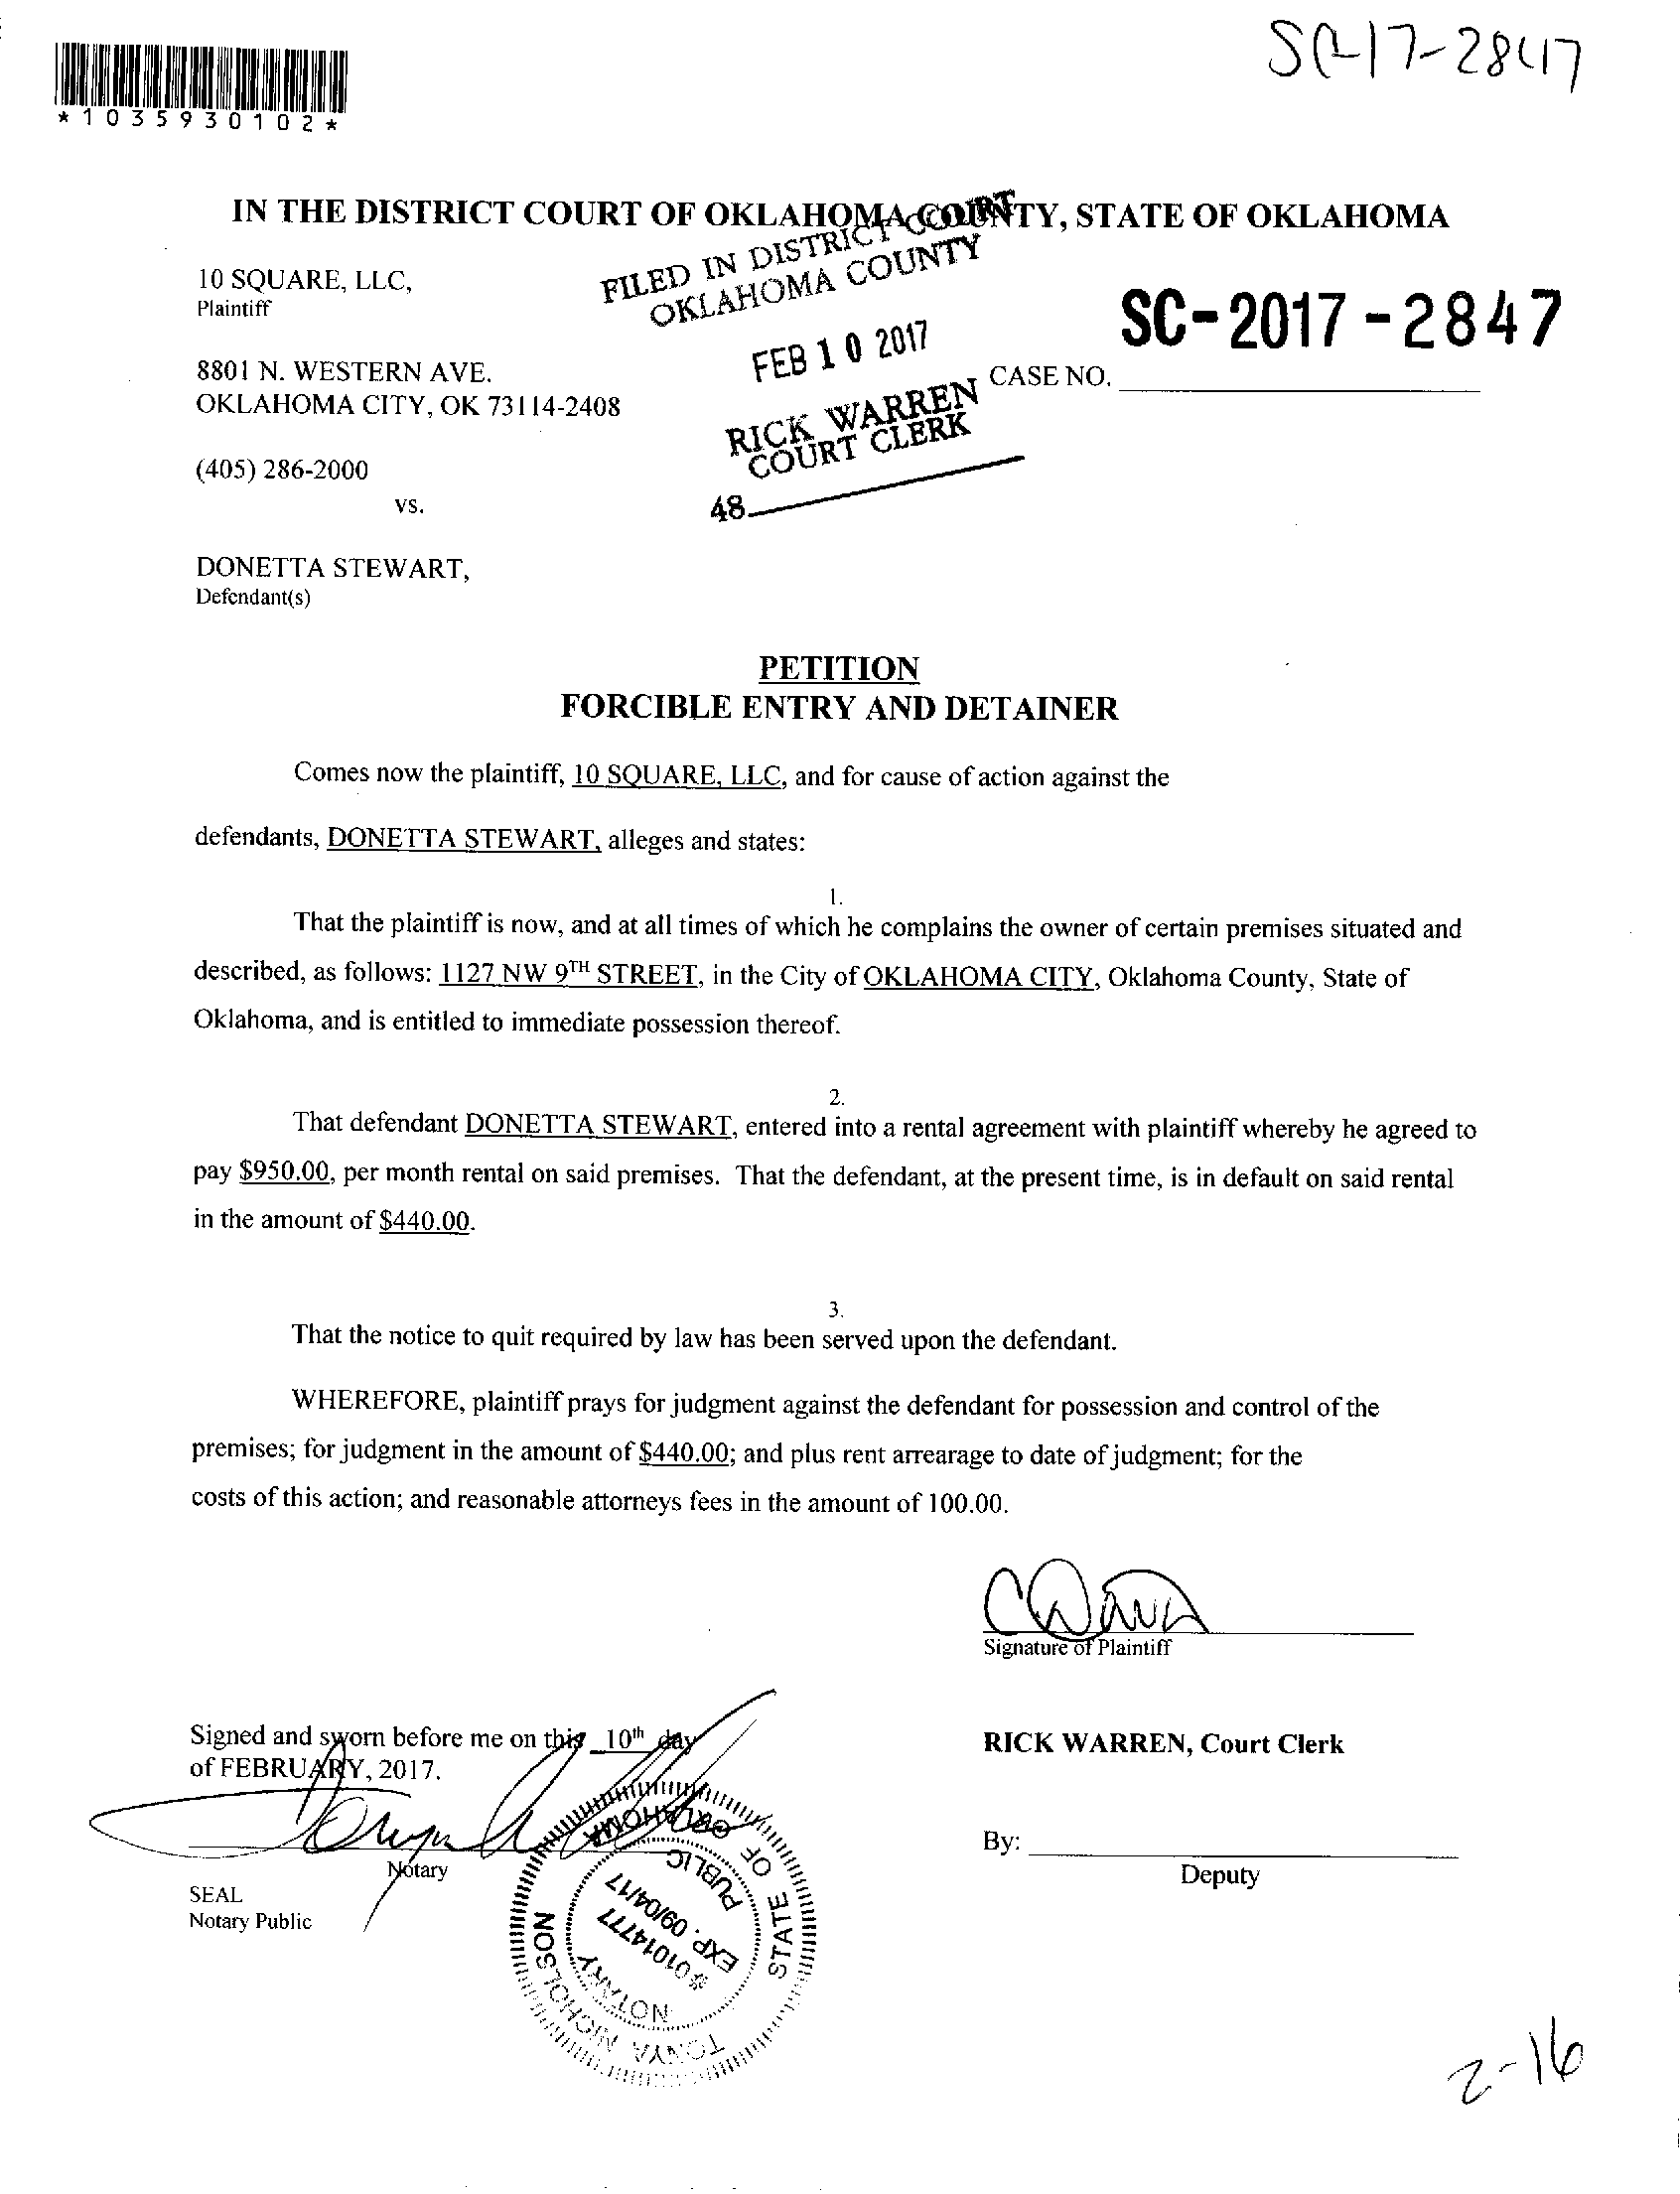 SC-17-2847
*1035930102*
IN THE DISTRICT COURT OF OKLAHOMA COUNTY, STATE OF OKLAHOMA
FILED IN DISTRICT COURT
OKLAHOMA COUNTY
FEB 10 2017
RICK WARREN
COURT CLERK
48
10 SQUARE, LLC,
Plaintiff
SC-2017-2847
8801 N. WESTERN AVE.
CASE NO.
OKLAHOMA CITY, OK 73114-2408
(405) 286-2000
vs.
DONETTA STEWART,
Defendant(s)
PETITION
FORCIBLE ENTRY AND DETAINER
Comes now the plaintiff, 10 SQUARE, LLC, and for cause of action against the
defendants, DONETTA STEWART, alleges and states:
1.
That the plaintiff is now, and at all times of which he complains the owner of certain premises situated and
described, as follows: 1127 NW 9TH STREET, in the City of OKLAHOMA CITY, Oklahoma County, State of
Oklahoma, and is entitled to immediate possession thereof.
2.
That defendant DONETTA STEWART, entered into a rental agreement with plaintiff whereby he agreed to
pay $950.00, per month rental on said premises. That the defendant, at the present time, is in default on said rental
in the amount of $440.00.
3.
That the notice to quit required by law has been served upon the defendant.
WHEREFORE, plaintiff prays for judgment against the defendant for possession and control of the
premises; for judgment in the amount of $440.00; and plus rent arrearage to date of judgment; for the
costs of this action; and reasonable attorneys fees in the amount of 100.00.
Signature of Plaintiff
Signed and sworn before me on this 10th day
of FEBRUARY, 2017.
RICK WARREN, Court Clerk
By:
Notary
Deputy
SEAL
Notary Public
TONYA NICHOLSON
STATE OF OKLAHOMA
NOTARY PUBLIC
# 01014777
EXP. 09/04/17
2-16